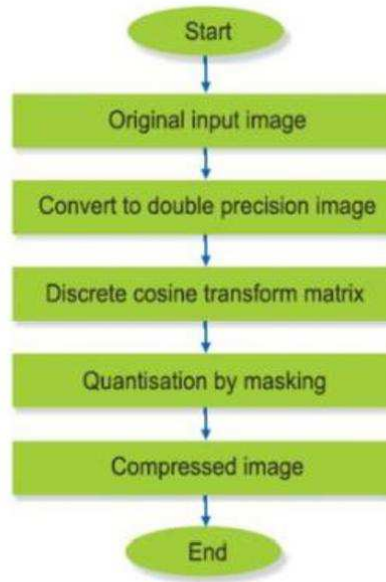 Start
Original input image
Convert to double precision image
Discrete cosine transform matrix
Quantisation by masking
Compressed image
End